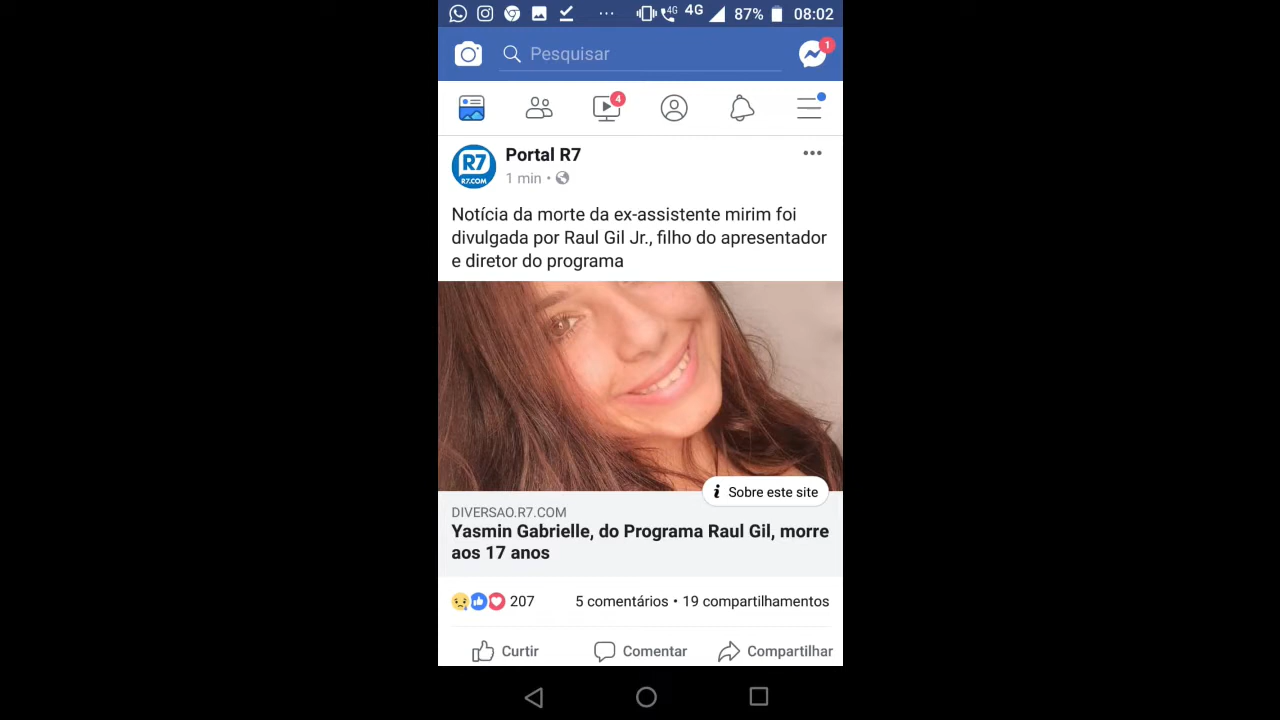 4G 4G 87% 08:02
Pesquisar
1
4
Portal R7
R7
R7.COM
1 min •
Notícia da morte da ex-assistente mirim foi
divulgada por Raul Gil Jr., filho do apresentador
e diretor do programa
i Sobre este site
DIVERSAO.R7.COM
Yasmin Gabrielle, do Programa Raul Gil, morre
aos 17 anos
207 5 comentários • 19 compartilhamentos
Curtir Comentar Compartilhar